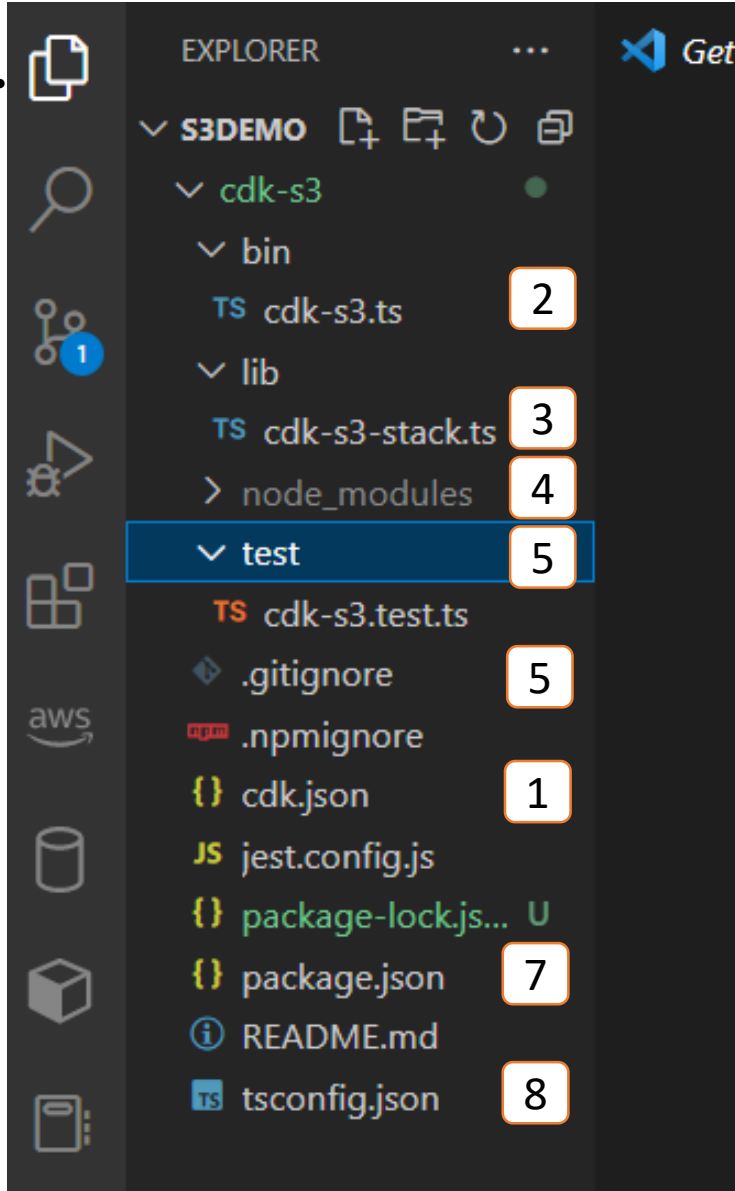 EXPLORER ... Get
S3DEMO
cdk-s3
bin
TS cdk-s3.ts 2
1
lib
TS cdk-s3-stack.ts 3
node_modules 4
test 5
TS cdk-s3.test.ts
.gitignore 5
aws
npm .npmignore
{} cdk.json 1
JS jest.config.js
{} package-lock.js... U
{} package.json 7
README.md
TS tsconfig.json 8